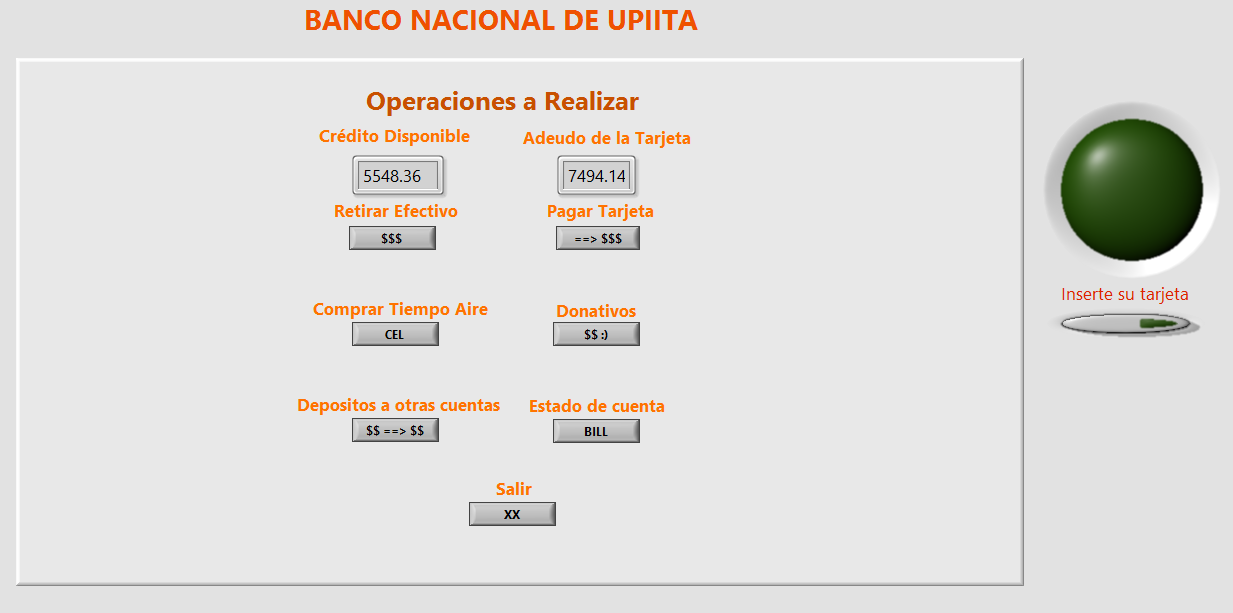 BANCO NACIONAL DE UPIITA
Operaciones a Realizar
Crédito Disponible
Adeudo de la Tarjeta
5548.36
7494.14
Retirar Efectivo
Pagar Tarjeta
$$$
==> $$$
Inserte su tarjeta
Comprar Tiempo Aire
Donativos
CEL
$$ :)
Depositos a otras cuentas
Estado de cuenta
$$ ==> $$
BILL
Salir
XX